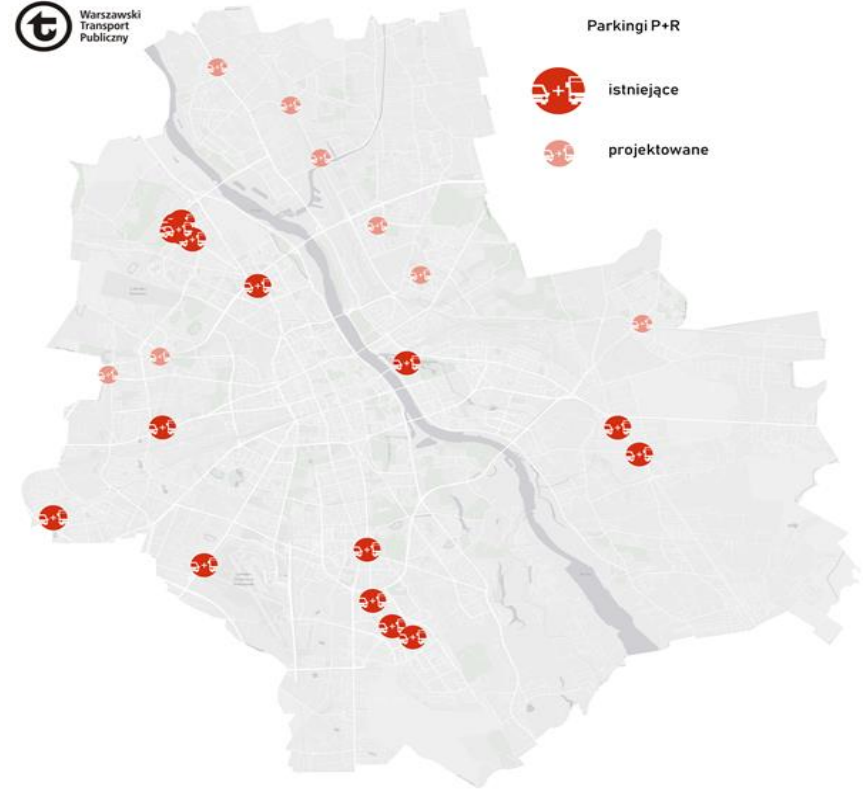 Warszawski
Transport
Publiczny
Parkingi P+R
istniejące
projektowane